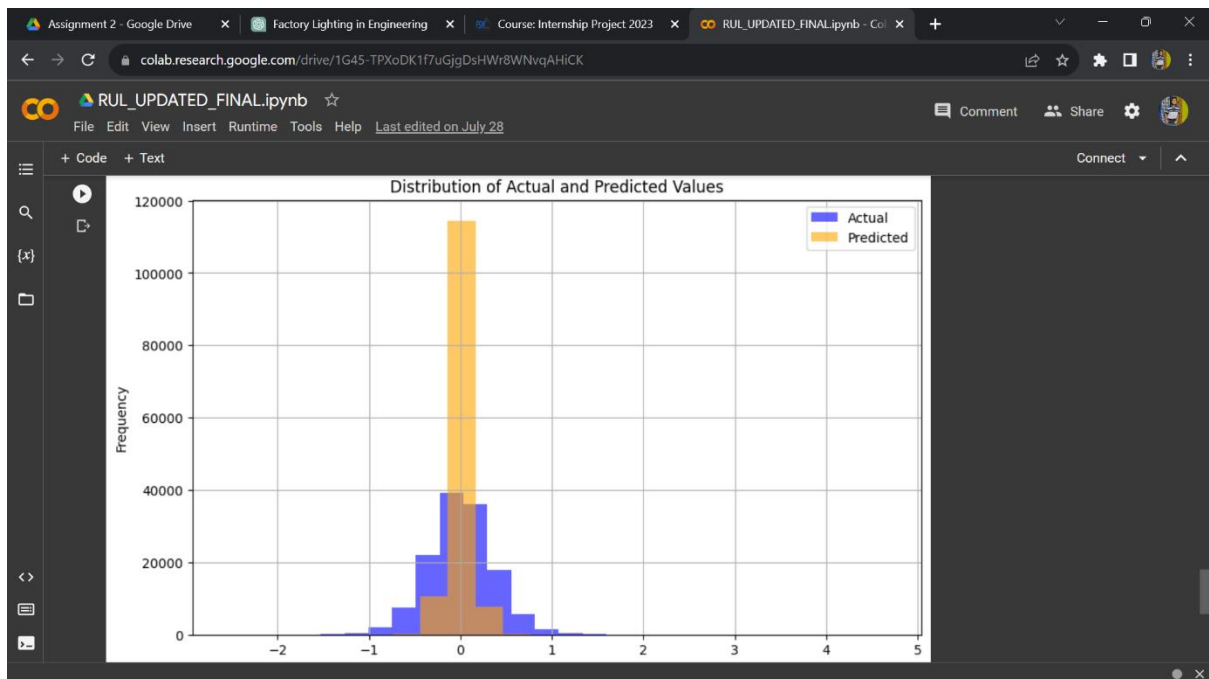 Assignment 2 - Google Drive
Factory Lighting in Engineering
Course: Internship Project 2023
RUL_UPDATED_FINAL.ipynb - Col
colab.research.google.com/drive/1G45-TPXoDK1f7uGjgDsHWr8WNvqAHiCK
RUL_UPDATED_FINAL.ipynb
Comment
Share
File Edit View Insert Runtime Tools Help Last edited on July 28
+ Code + Text
Connect
{x}
Distribution of Actual and Predicted Values
Actual
Predicted
Frequency
120000
100000
80000
60000
40000
20000
0
−2 −1 0 1 2 3 4 5